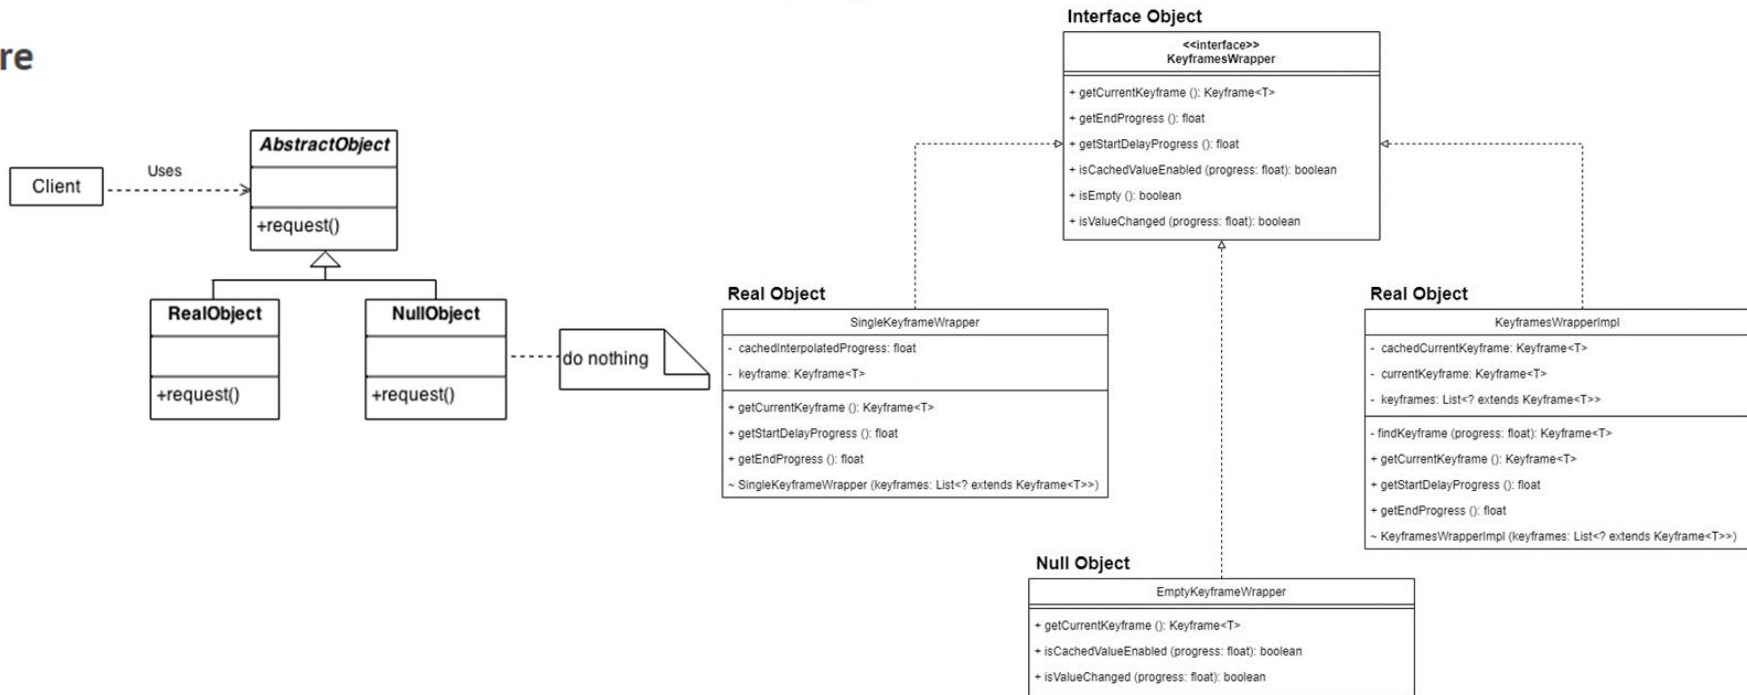 re
Client
Uses
AbstractObject
+request()
RealObject
+request()
NullObject
+request()
do nothing
Interface Object
<<interface>>
KeyframesWrapper
+ getCurrentKeyframe (): Keyframe<T>
+ getEndProgress (): float
+ getStartDelayProgress (): float
+ isCachedValueEnabled (progress: float): boolean
+ isEmpty (): boolean
+ isValueChanged (progress: float): boolean
Real Object
SingleKeyframeWrapper
- cachedInterpolatedProgress: float
- keyframe: Keyframe<T>
+ getCurrentKeyframe (): Keyframe<T>
+ getStartDelayProgress (): float
+ getEndProgress (): float
~ SingleKeyframeWrapper (keyframes: List<? extends Keyframe<T>>)
Real Object
KeyframesWrapperImpl
- cachedCurrentKeyframe: Keyframe<T>
- currentKeyframe: Keyframe<T>
- keyframes: List<? extends Keyframe<T>>
- findKeyframe (progress: float): Keyframe<T>
+ getCurrentKeyframe (): Keyframe<T>
+ getStartDelayProgress (): float
+ getEndProgress (): float
~ KeyframesWrapperImpl (keyframes: List<? extends Keyframe<T>>)
Null Object
EmptyKeyframeWrapper
+ getCurrentKeyframe (): Keyframe<T>
+ isCachedValueEnabled (progress: float): boolean
+ isValueChanged (progress: float): boolean